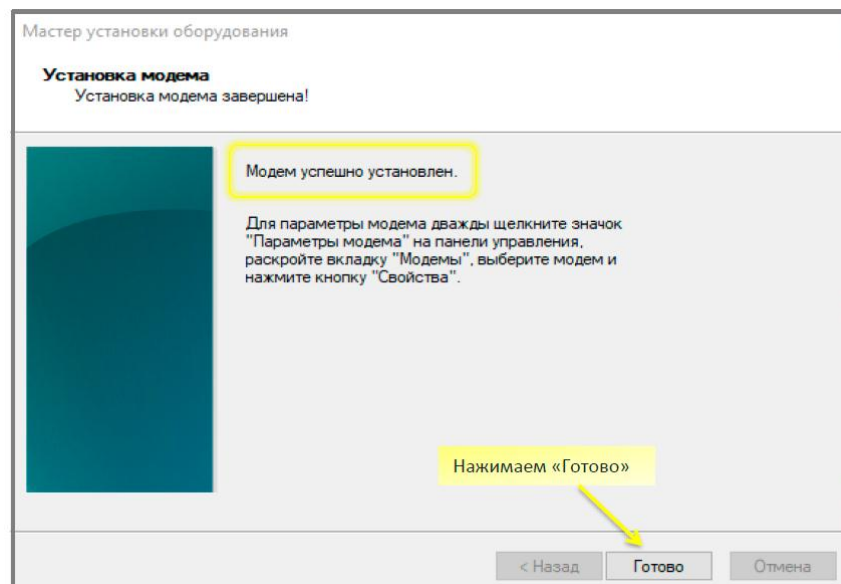 Мастер установки оборудования
Установка модема
Установка модема завершена!
Модем успешно установлен.
Для параметры модема дважды щелкните значок
"Параметры модема" на панели управления,
раскройте вкладку "Модемы", выберите модем и
нажмите кнопку "Свойства".
Нажимаем «Готово»
< Назад
Готово
Отмена